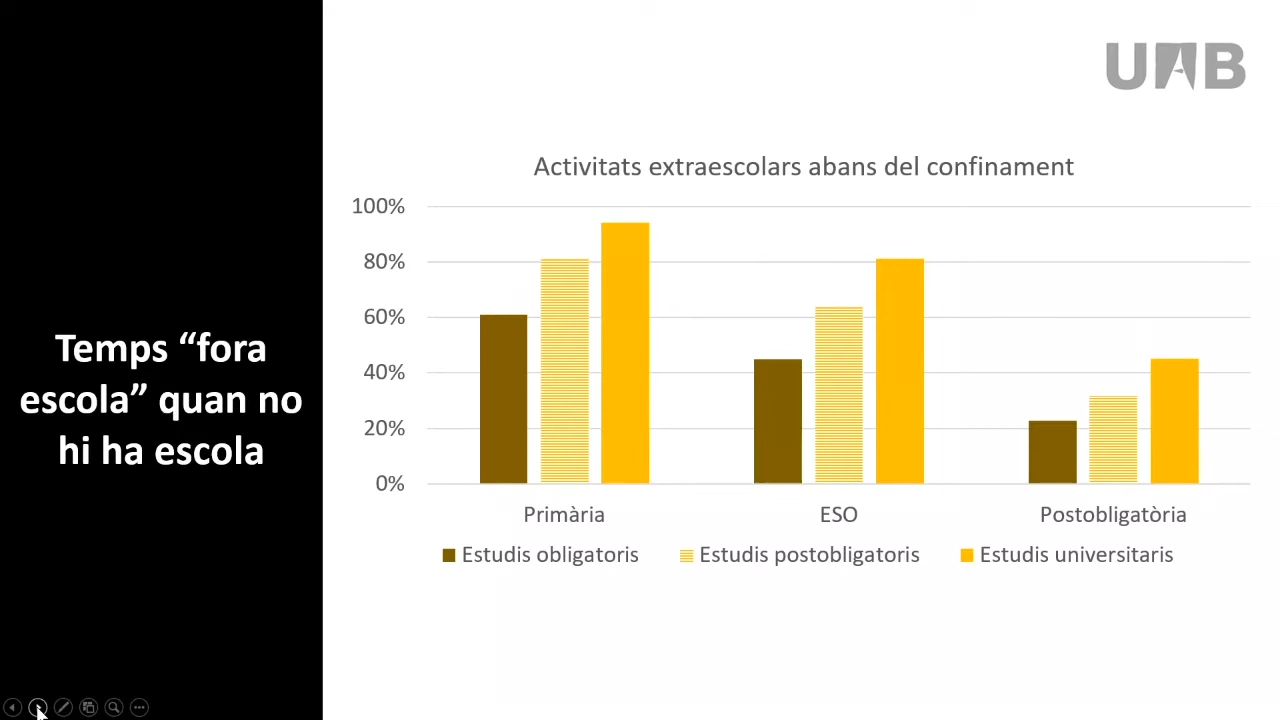 UAB
Temps “fora
escola” quan no
hi ha escola
Activitats extraescolars abans del confinament
100%
80%
60%
40%
20%
0%
Primària ESO Postobligatòria
Estudis obligatoris Estudis postobligatoris Estudis universitaris